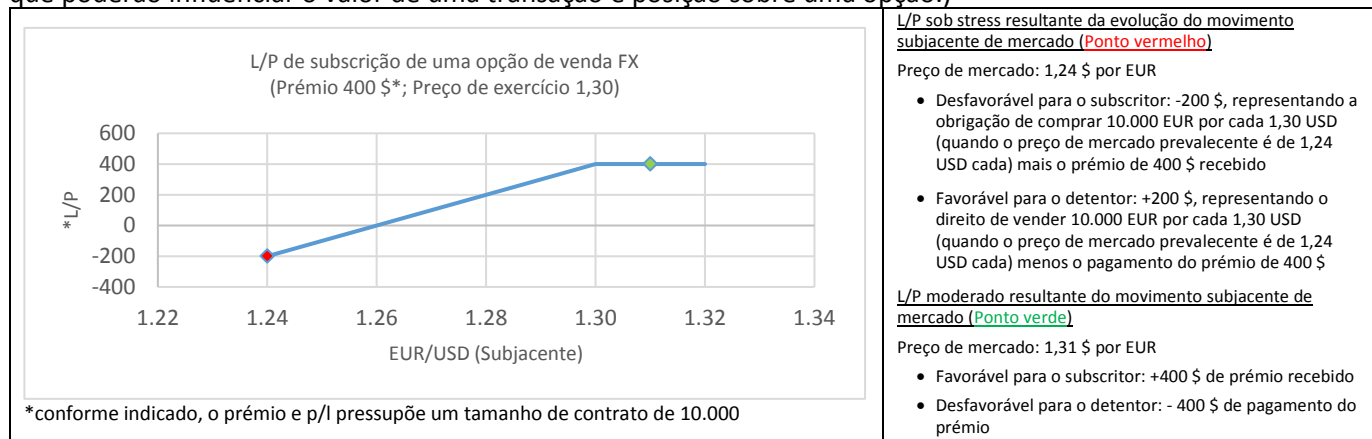 que poderão influenciar o valor de uma transação e posição sobre uma opção.)
L/P de subscrição de uma opção de venda FX
(Prémio 400 $*; Preço de exercício 1,30)
600
400
200
0
-200
-400
*L/P
1.22 1.24 1.26 1.28 1.30 1.32 1.34
EUR/USD (Subjacente)
*conforme indicado, o prémio e p/l pressupõe um tamanho de contrato de 10.000
L/P sob stress resultante da evolução do movimento
subjacente de mercado (Ponto vermelho)
Preço de mercado: 1,24 $ por EUR
• Desfavorável para o subscritor: -200 $, representando a
obrigação de comprar 10.000 EUR por cada 1,30 USD
(quando o preço de mercado prevalecente é de 1,24
USD cada) mais o prémio de 400 $ recebido
• Favorável para o detentor: +200 $, representando o
direito de vender 10.000 EUR por cada 1,30 USD
(quando o preço de mercado prevalecente é de 1,24
USD cada) menos o pagamento do prémio de 400 $
L/P moderado resultante do movimento subjacente de
mercado (Ponto verde)
Preço de mercado: 1,31 $ por EUR
• Favorável para o subscritor: +400 $ de prémio recebido
• Desfavorável para o detentor: - 400 $ de pagamento do
prémio